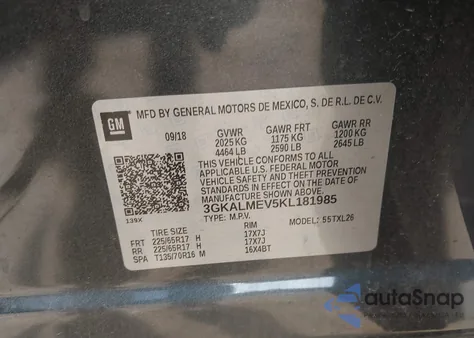 MFD BY GENERAL MOTORS DE MEXICO, S. DE R.L. DE C.V.
GM
09/18 GVWR GAWR FRT GAWR RR
2025 KG 1175 KG 1200 KG
4464 LB 2590 LB 2645 LB
THIS VEHICLE CONFORMS TO ALL
APPLICABLE U.S. FEDERAL MOTOR
VEHICLE SAFETY, BUMPER, AND THEFT
PREVENTION STANDARDS IN EFFECT ON
THE DATE OF MANUFACTURE SHOWN ABOVE.
3GKALMEV5KL181985
139X TYPE: M.P.V. MODEL: 55TXL26
TIRE SIZE RIM
FRT 225/65R17 H 17X7J
RR 225/65R17 H 17X7J
SPA T135/70R16 M 16X4BT
autoSnap